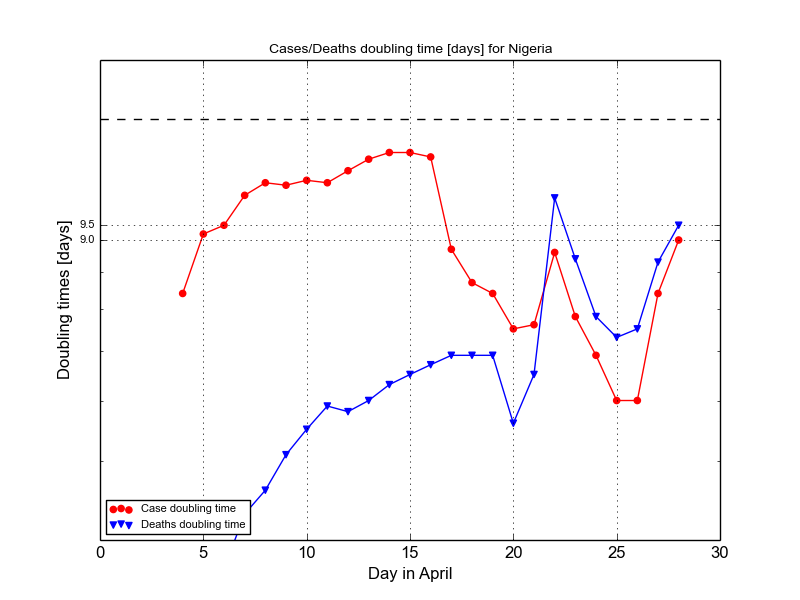 Cases/Deaths doubling time [days] for Nigeria
Doubling times [days]
9.5
9.0
Case doubling time
Deaths doubling time
0 5 10 15 20 25 30
Day in April